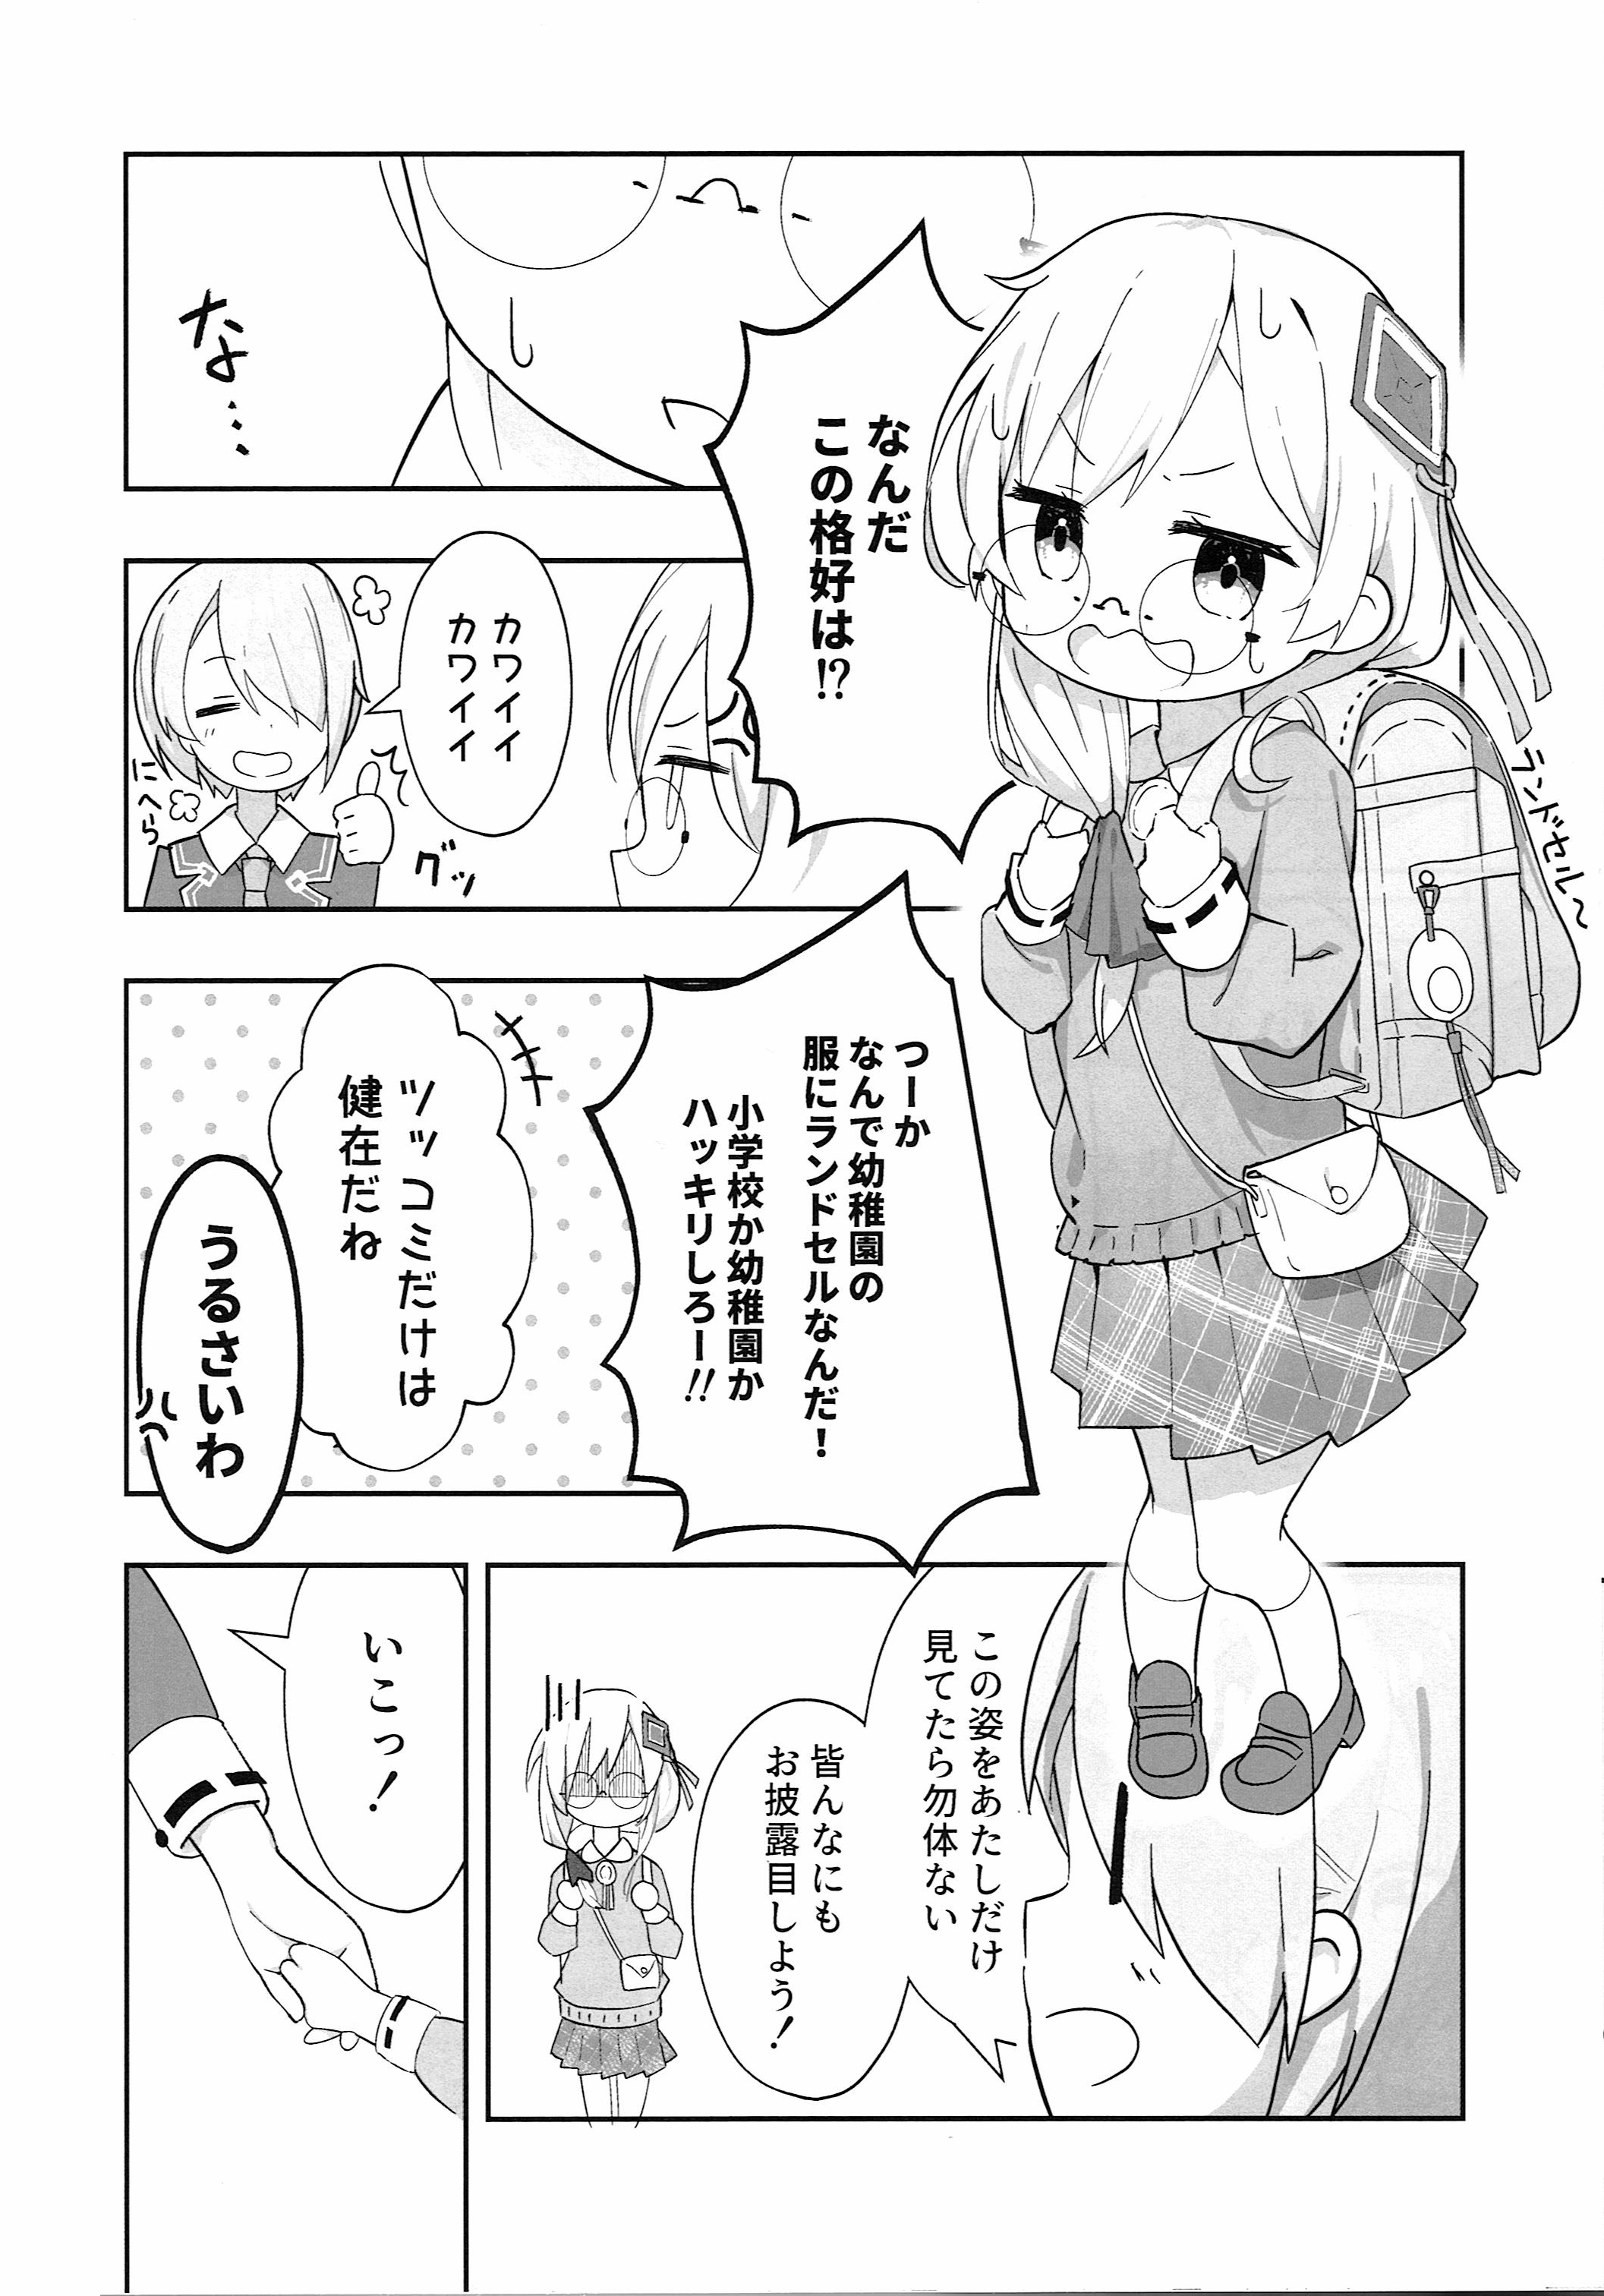 な…
なんだ
この格好は!?
ランドセル～
カワイイ
カワイイ
グッ
にへら
つーか
なんで幼稚園の
服にランドセルなんだ！
小学校か幼稚園か
ハッキリしろー!!
ツッコミだけは
健在だね
うるさいわ
この姿をあたしだけ
見てたら勿体ない
皆んなにも
お披露目しよう！
いこっ！